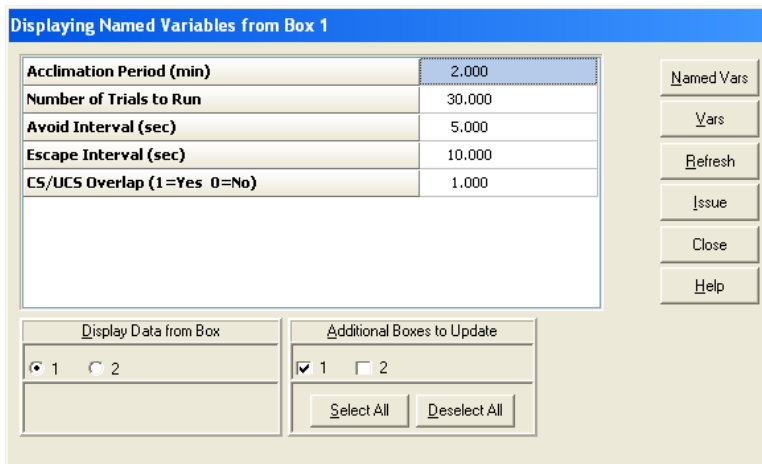 Displaying Named Variables from Box 1
Acclimation Period (min) 2.000
Number of Trials to Run 30.000
Avoid Interval (sec) 5.000
Escape Interval (sec) 10.000
CS/UCS Overlap (1=Yes 0=No) 1.000
Named Vars
Vars
Refresh
Issue
Close
Help
Display Data from Box
1 2
Additional Boxes to Update
1 2
Select All Deselect All